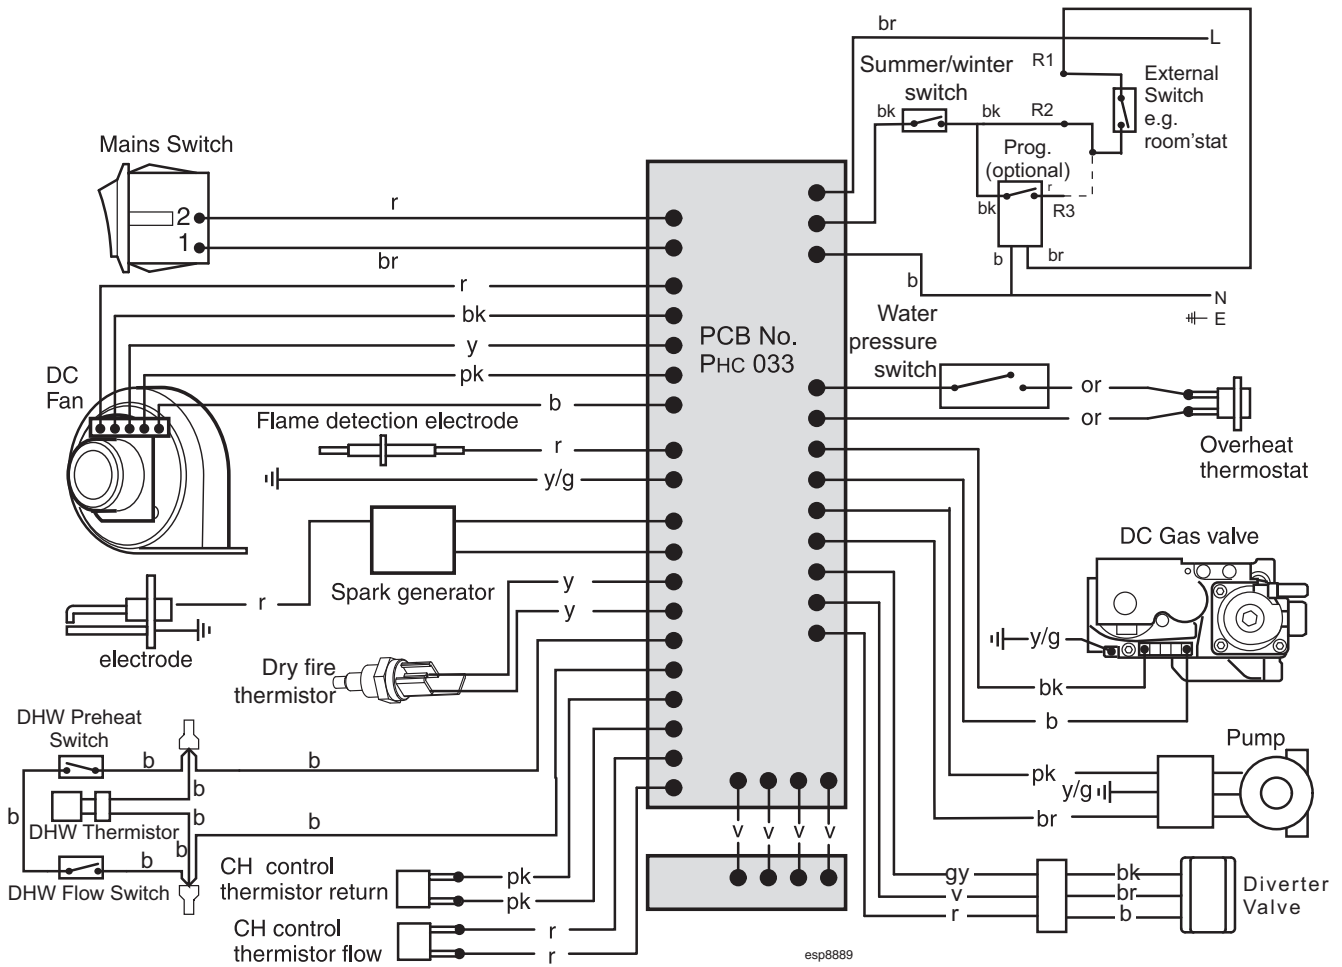 br
L
Summer/winter
switch
R1
External
Switch
e.g.
room'stat
bk
bk
R2
Prog.
(optional)
r
bk
R3
b
br
b
N
E
Mains Switch
2
1
r
br
r
bk
y
pk
b
DC
Fan
PCB No.
PHC 033
Water
pressure
switch
or
or
Overheat
thermostat
Flame detection electrode
r
y/g
Spark generator
r
electrode
y
y
Dry fire
thermistor
DC Gas valve
y/g
bk
b
DHW Preheat
Switch
b
b
b
b
DHW Thermistor
b
b
b
b
DHW Flow Switch
Pump
pk
y/g
br
v
v
v
v
CH control
thermistor return
pk
pk
CH control
thermistor flow
r
r
gy
v
r
bk
br
b
Diverter
Valve
esp8889